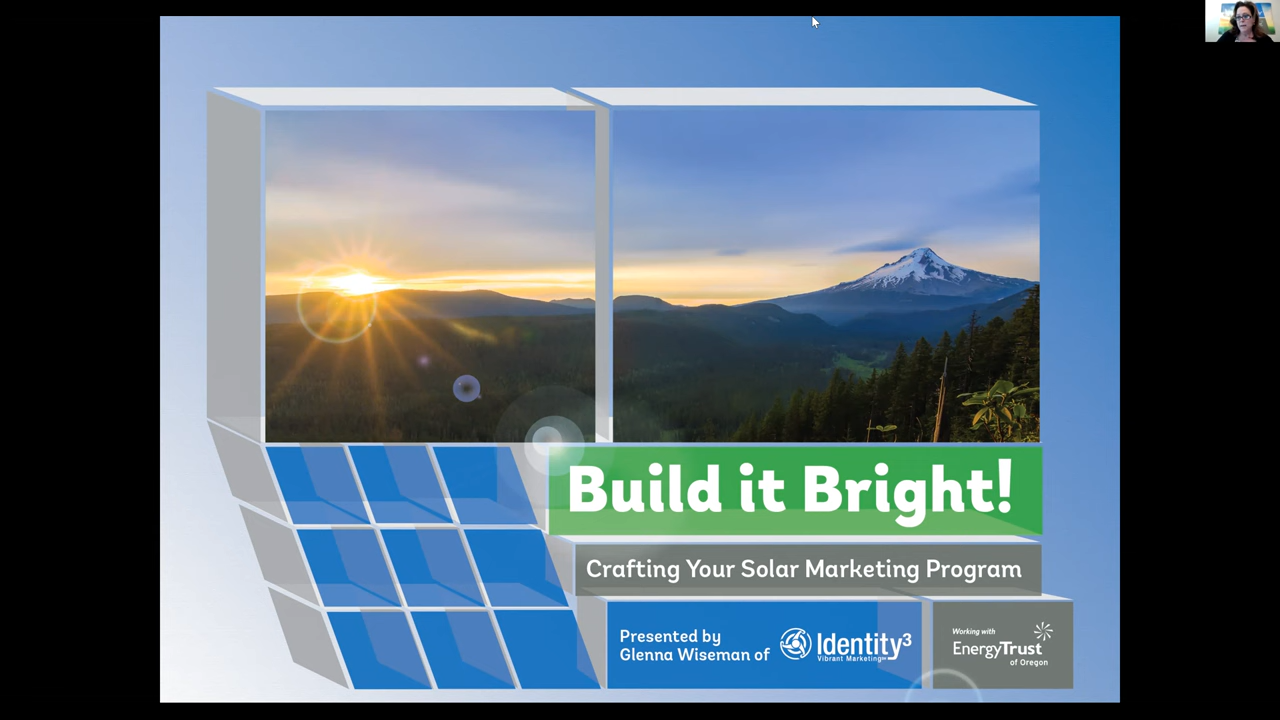 Build it Bright!
Crafting Your Solar Marketing Program
Presented by
Glenna Wiseman of
Identity3
Vibrant Marketing
Working with
EnergyTrust
of Oregon